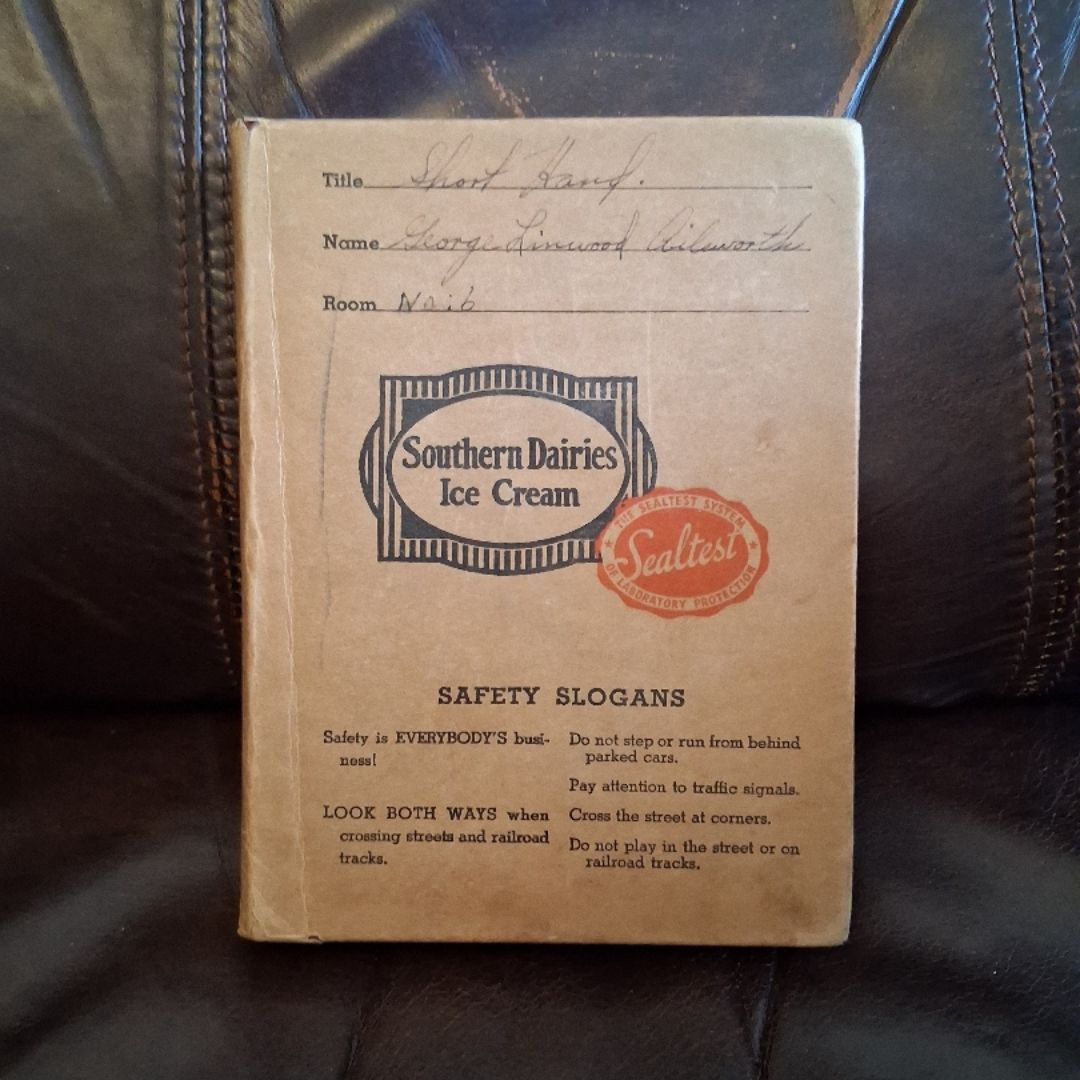 Title Short Hand.
Name George Linwood Ailsworth
Room No. 6
Southern Dairies
Ice Cream
THE SEALTEST SYSTEM
Sealtest
OF LABORATORY PROTECTION
SAFETY SLOGANS
Safety is EVERYBODY'S busi-
ness!
LOOK BOTH WAYS when
crossing streets and railroad
tracks.
Do not step or run from behind
parked cars.
Pay attention to traffic signals.
Cross the street at corners.
Do not play in the street or on
railroad tracks.